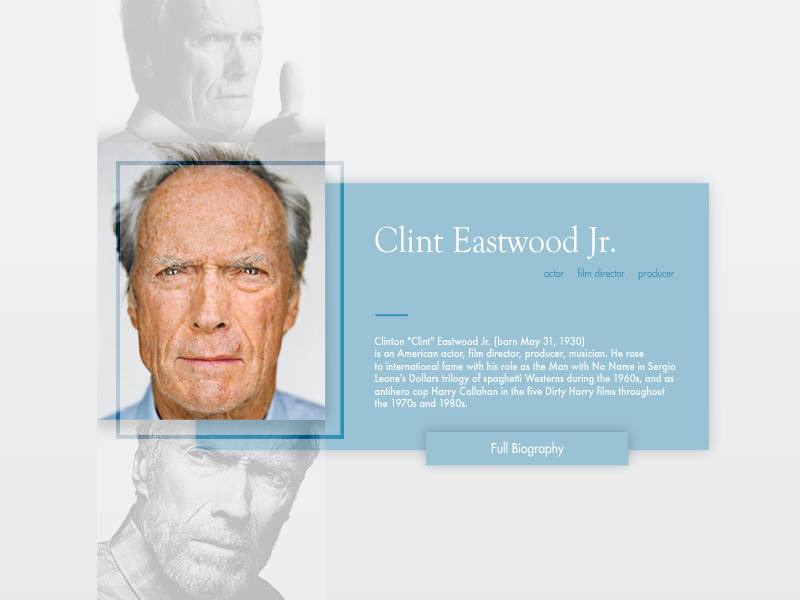 Clint Eastwood Jr.
actor film director producer
Clinton "Clint" Eastwood Jr. (born May 31, 1930)
is an American actor, film director, producer, musician. He rose
to international fame with his role as the Man with No Name in Sergio
Leone's Dollars trilogy of spaghetti Westerns during the 1960s, and as
antihero cop Harry Callahan in the five Dirty Harry films throughout
the 1970s and 1980s.
Full Biography